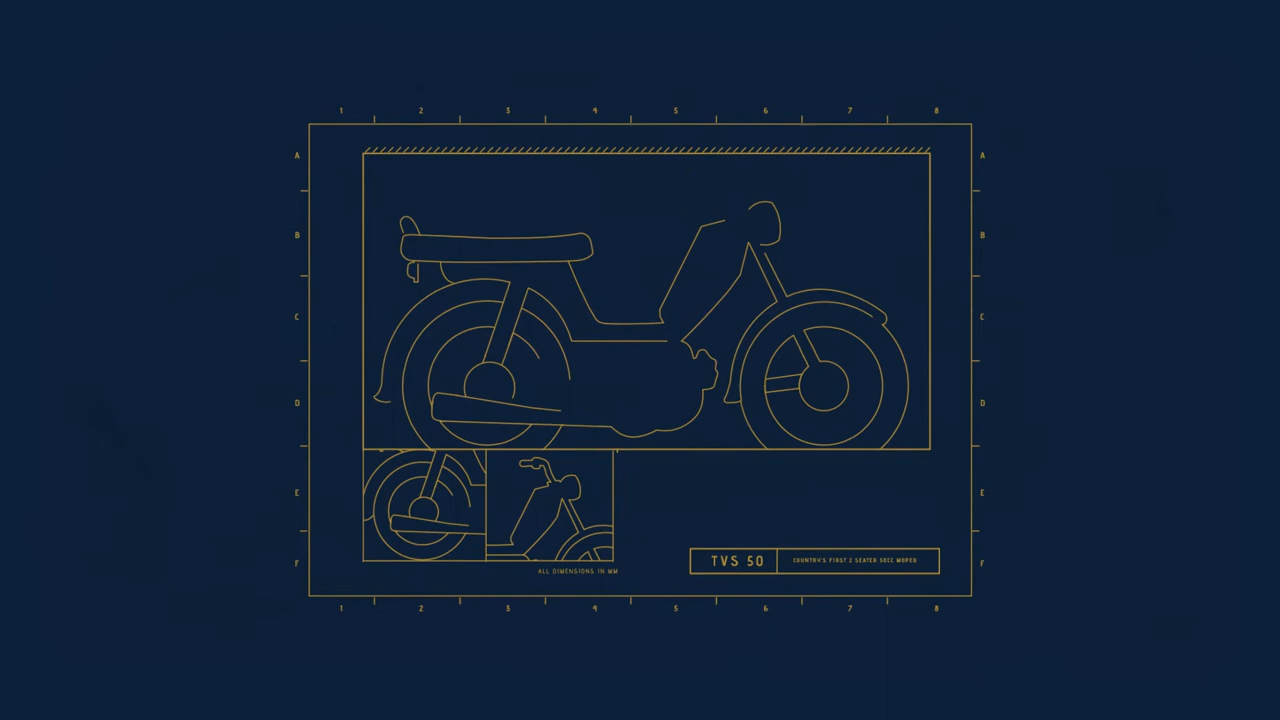 1 2 3 4 5 6 7 8
A A
B B
C C
D D
E E
F F
TVS 50
COUNTRY'S FIRST 2 SEATER 50CC MOPED
ALL DIMENSIONS IN MM
1 2 3 4 5 6 7 8